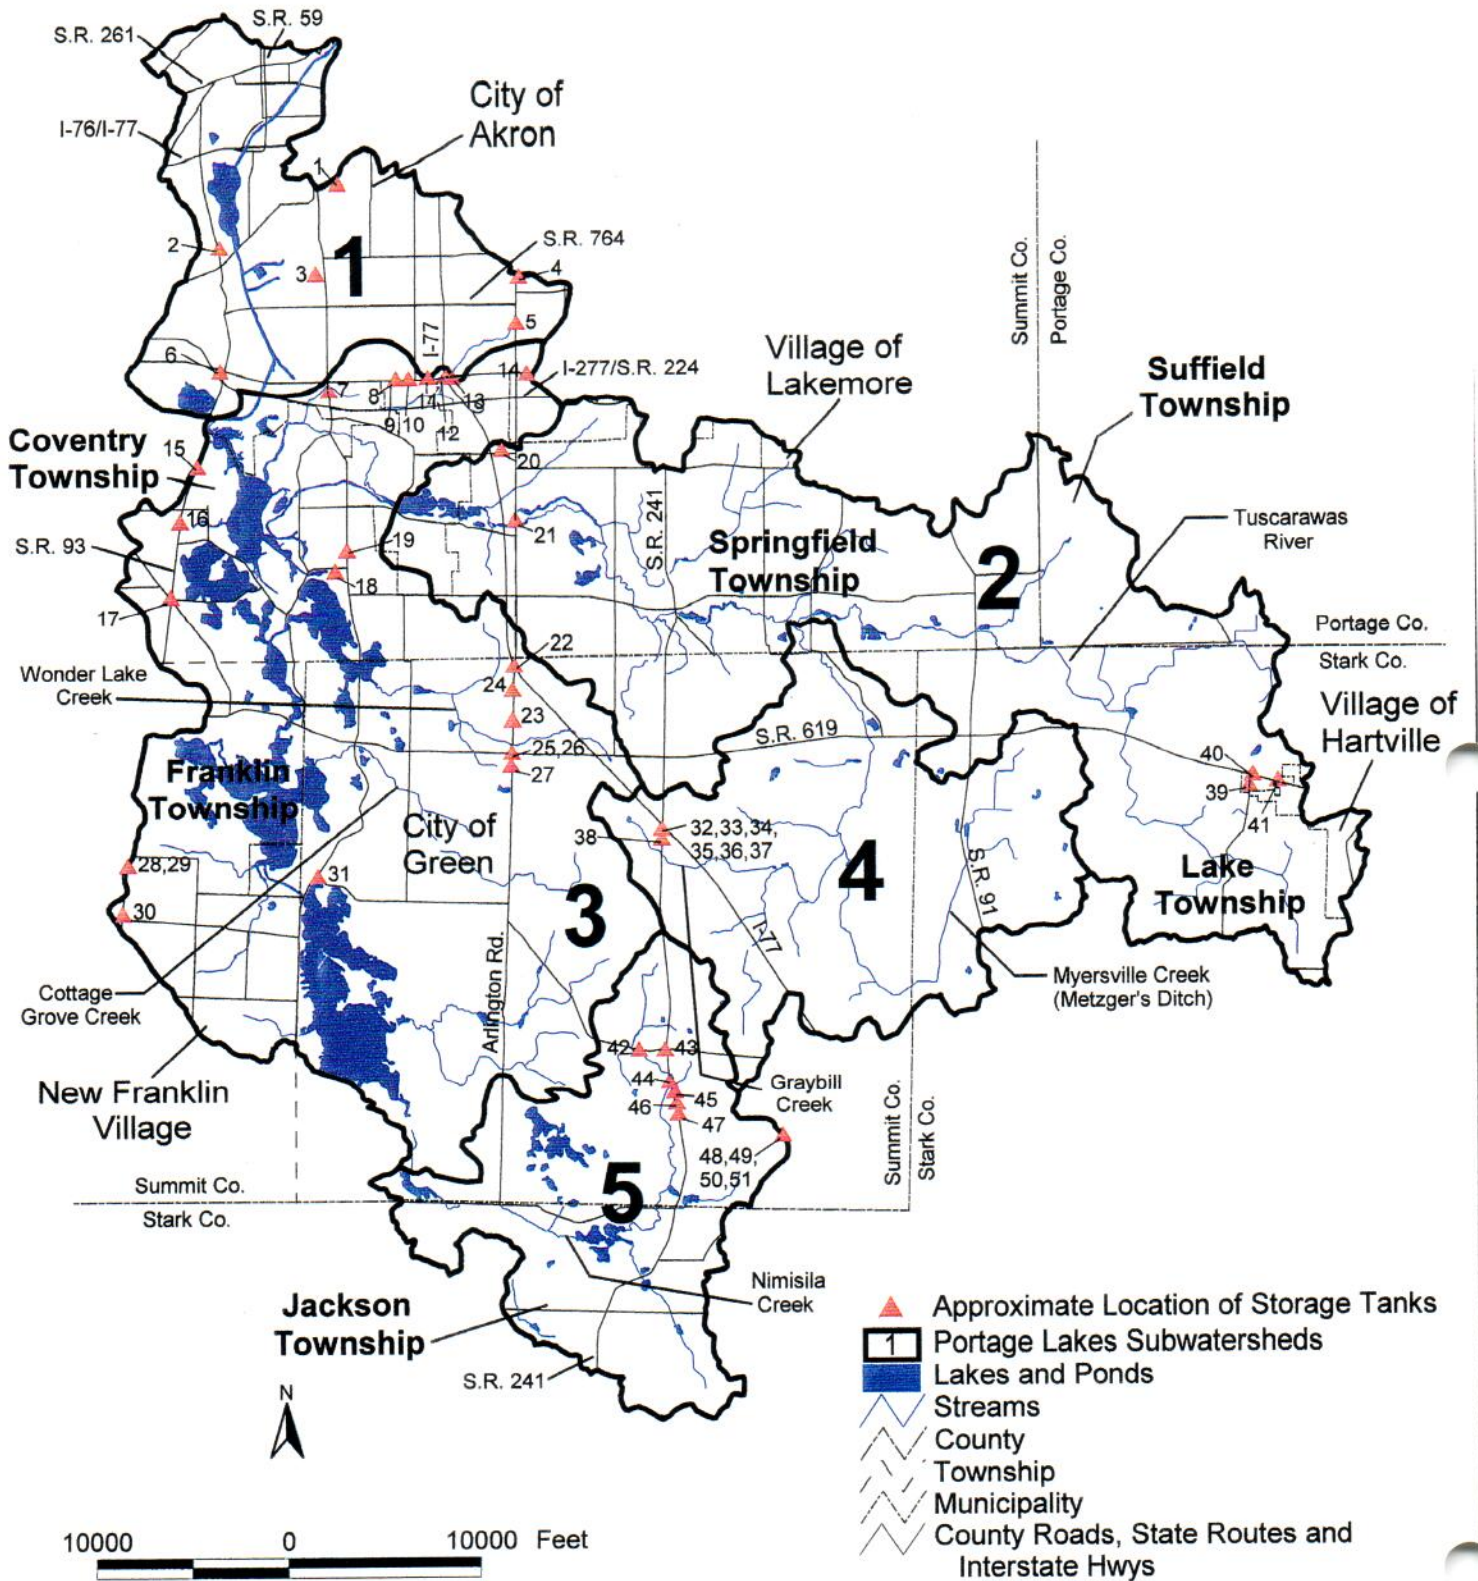 S.R. 59
S.R. 261
City of
Akron
I-76/I-77
1
2
1
S.R. 764
3
4
I-77
5
Summit Co.
Portage Co.
6
14
I-277/S.R. 224
Village of
Lakemore
Suffield
Township
7
8
11
13
9
10
12
Coventry
Township
15
20
S.R. 241
16
21
Tuscarawas
River
S.R. 93
19
Springfield
Township
2
18
17
Portage Co.
Stark Co.
22
Wonder Lake
Creek
24
23
S.R. 619
Village of
Hartville
25,26
27
40
39
41
Franklin
Township
City of
Green
32,33,34,
35,36,37
38
4
S.R. 91
Lake
Township
28,29
31
30
3
I-77
Arlington Rd.
Cottage
Grove Creek
Myersville Creek
(Metzger's Ditch)
42
43
New Franklin
Village
44
45
46
47
Graybill
Creek
48,49,
50,51
Summit Co.
Stark Co.
5
Summit Co.
Stark Co.
Nimisila
Creek
Jackson
Township
S.R. 241
N
Approximate Location of Storage Tanks
1 Portage Lakes Subwatersheds
Lakes and Ponds
Streams
County
Township
Municipality
County Roads, State Routes and
Interstate Hwys
10000 0 10000 Feet